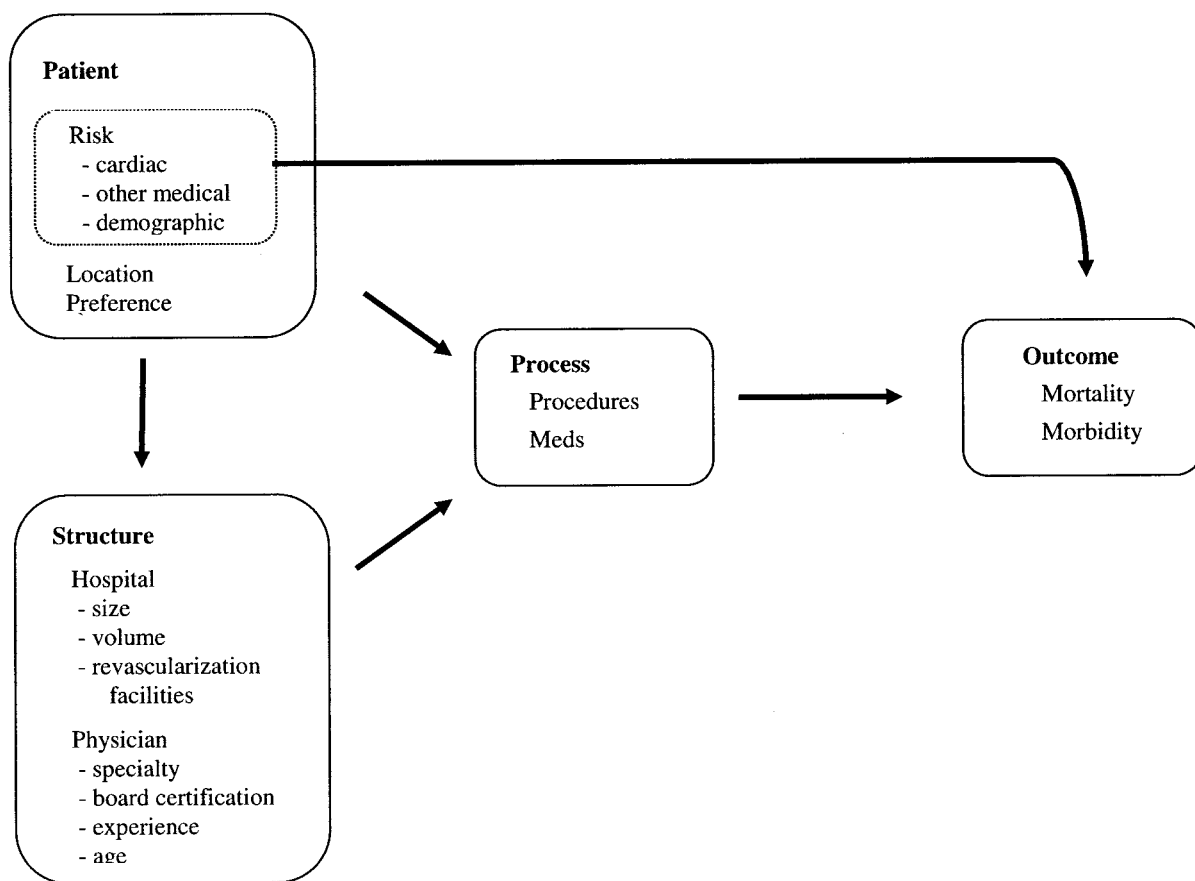 Patient
Risk
- cardiac
- other medical
- demographic
Location
Preference
Structure
Hospital
- size
- volume
- revascularization
facilities
Physician
- specialty
- board certification
- experience
- age
Process
Procedures
Meds
Outcome
Mortality
Morbidity